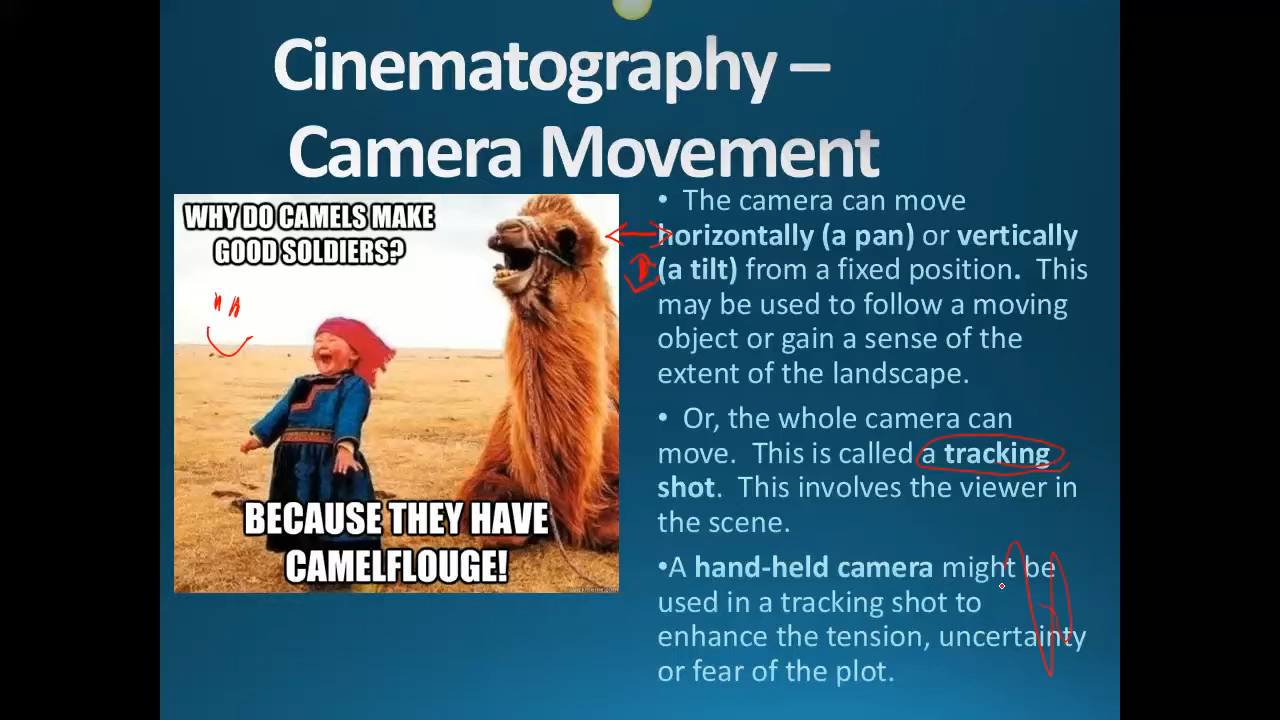 Cinematography –
Camera Movement
WHY DO CAMELS MAKE
GOOD SOLDIERS?
BECAUSE THEY HAVE
CAMELFLOUGE!
• The camera can move
horizontally (a pan) or vertically
(a tilt) from a fixed position. This
may be used to follow a moving
object or gain a sense of the
extent of the landscape.
• Or, the whole camera can
move. This is called a tracking
shot. This involves the viewer in
the scene.
•A hand-held camera might be
used in a tracking shot to
enhance the tension, uncertainty
or fear of the plot.